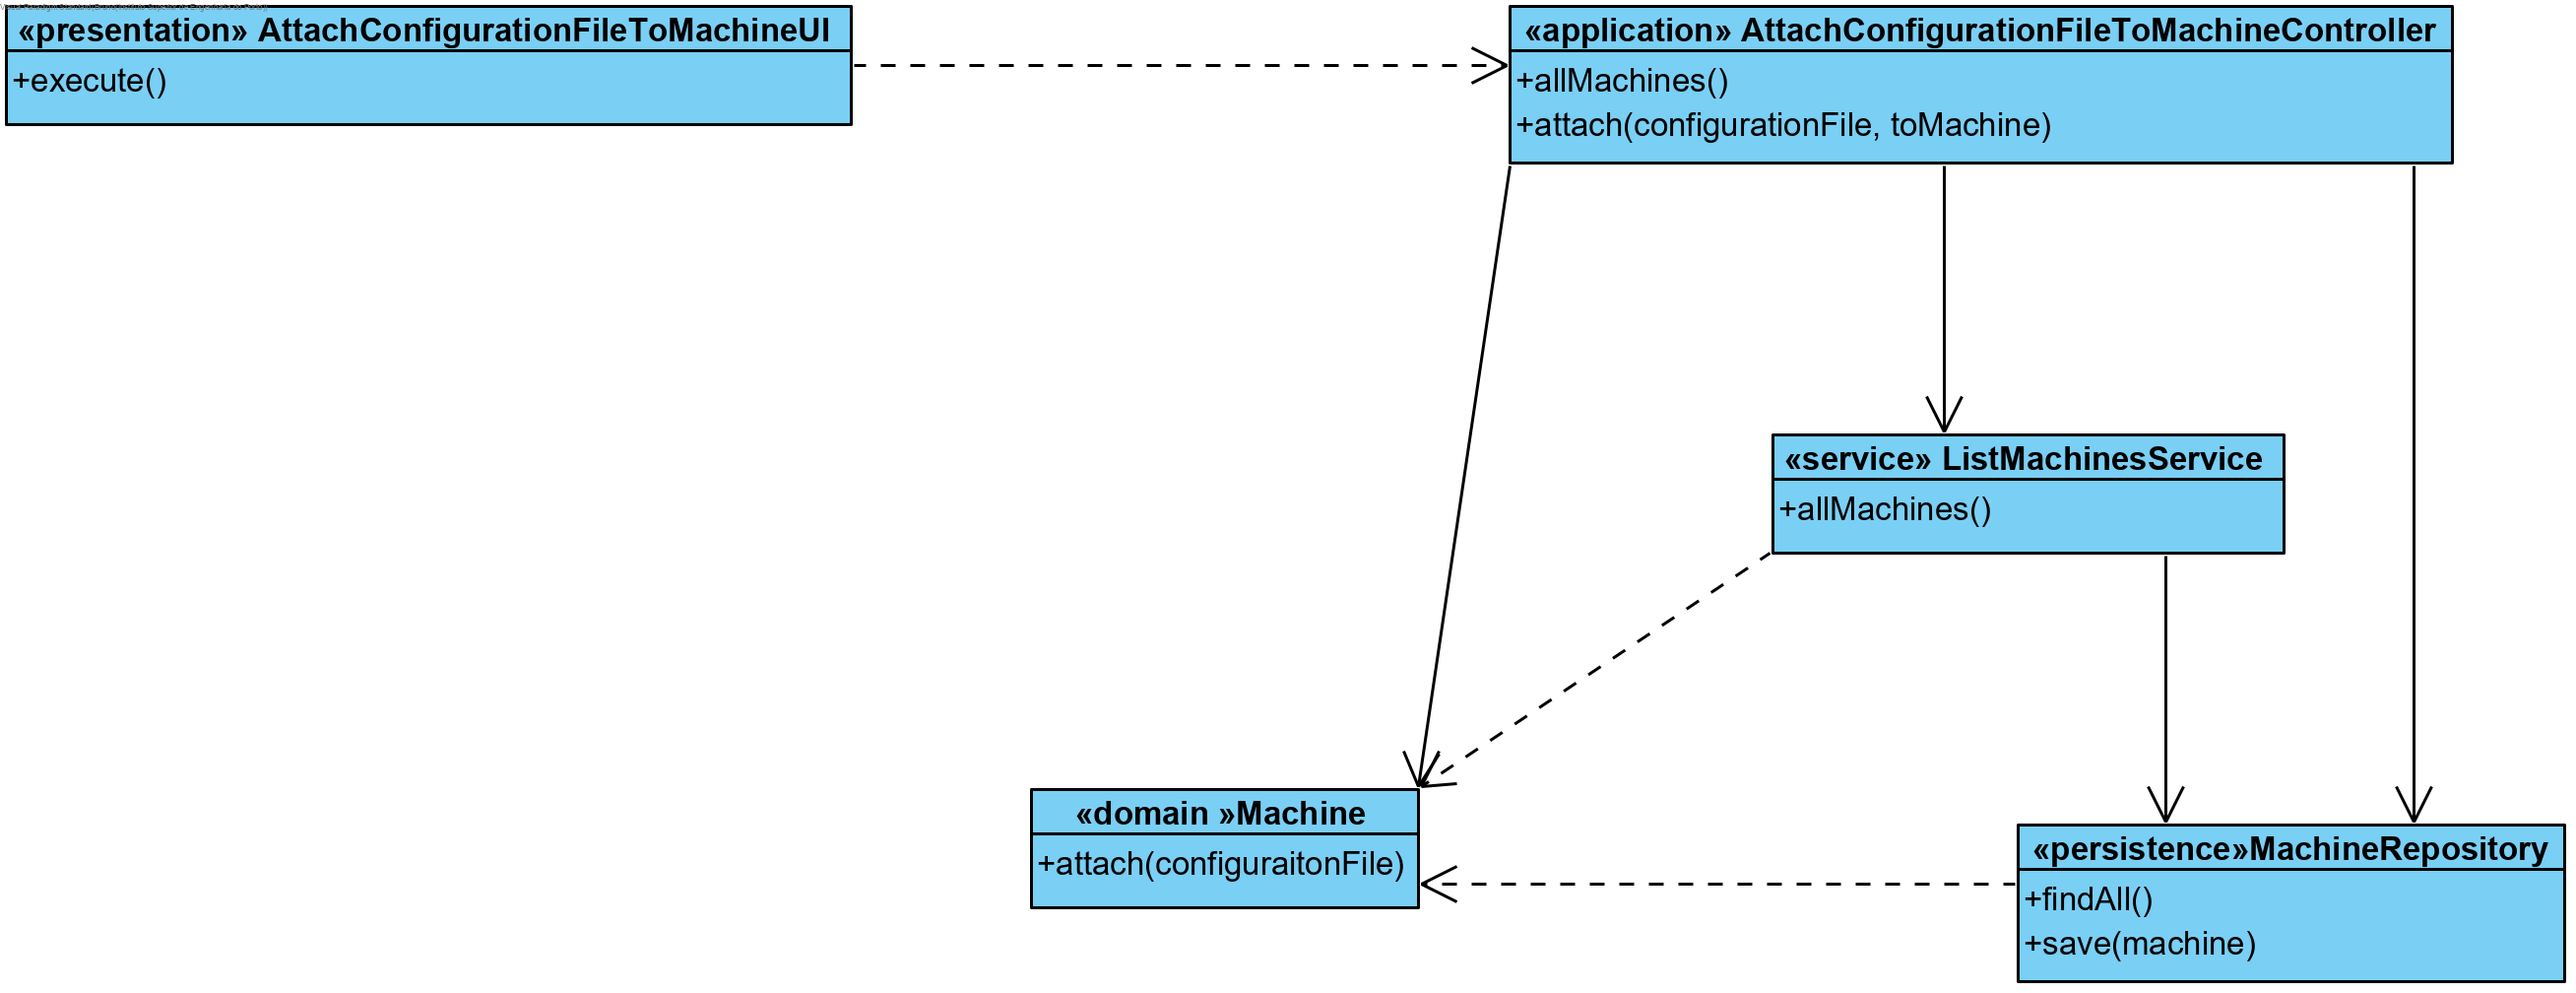 «presentation» AttachConfigurationFileToMachineUI
+execute()
«application» AttachConfigurationFileToMachineController
+allMachines()
+attach(configurationFile, toMachine)
«service» ListMachinesService
+allMachines()
«domain »Machine
+attach(configuraitonFile)
«persistence»MachineRepository
+findAll()
+save(machine)